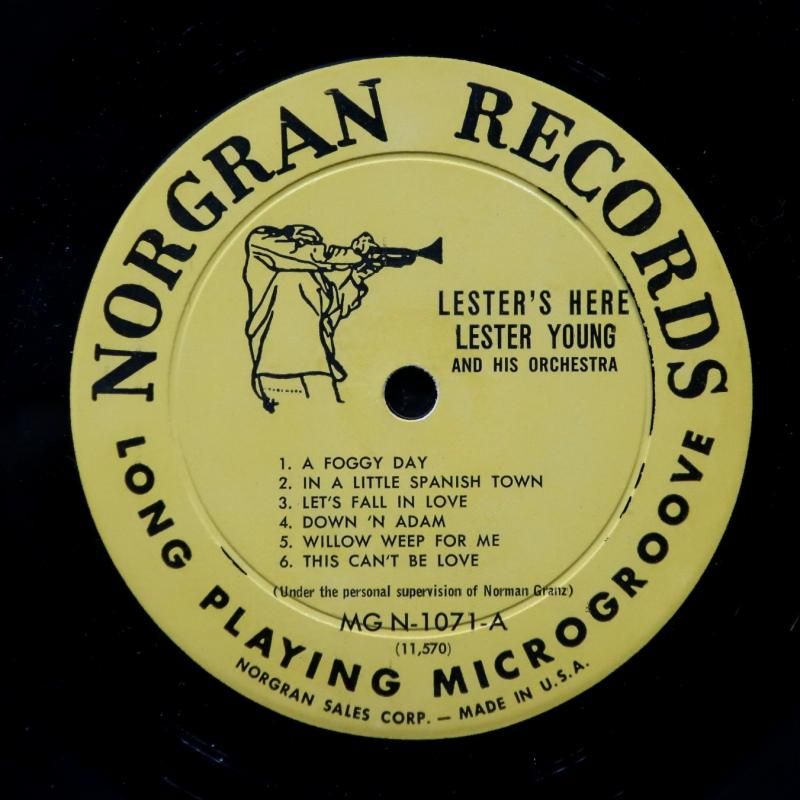 NORGRAN RECORDS
LESTER'S HERE
LESTER YOUNG
AND HIS ORCHESTRA
1. A FOGGY DAY
2. IN A LITTLE SPANISH TOWN
3. LET'S FALL IN LOVE
4. DOWN 'N ADAM
5. WILLOW WEEP FOR ME
6. THIS CAN'T BE LOVE
(Under the personal supervision of Norman Granz)
MG N-1071-A
(11,570)
LONG PLAYING MICROGROOVE
NORGRAN SALES CORP. — MADE IN U.S.A.